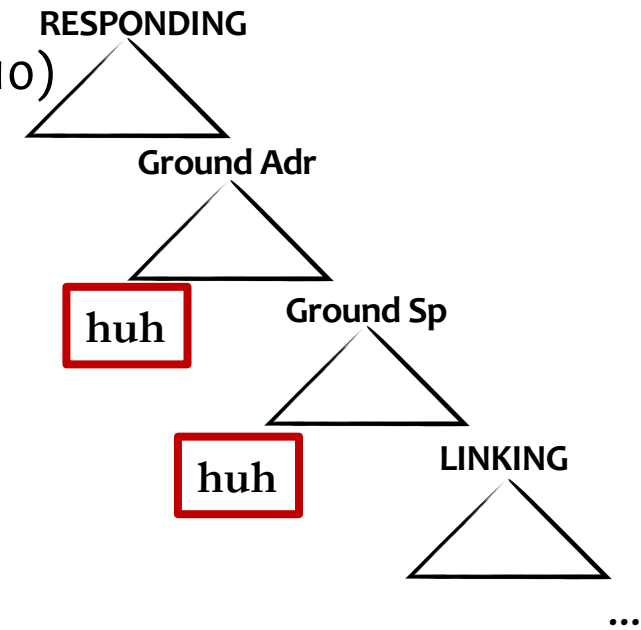 RESPONDING
10)
Ground Adr
huh
Ground Sp
huh
LINKING
...